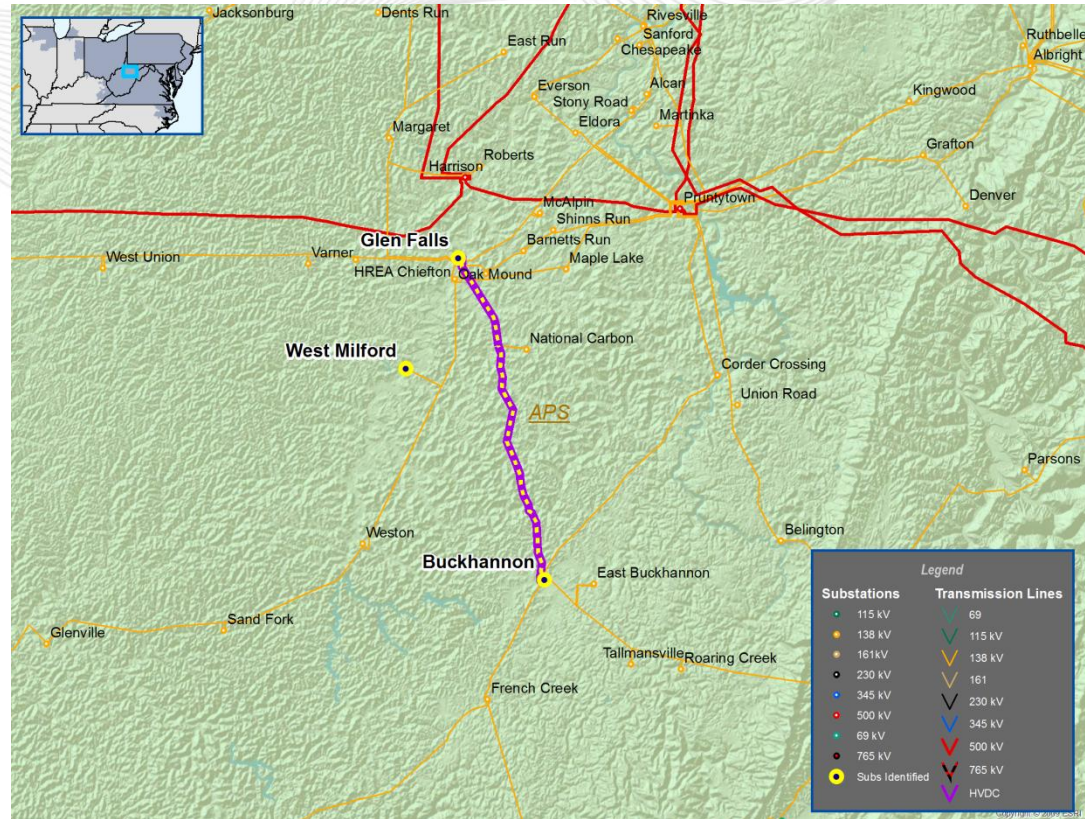 Jacksonburg
Dents Run
Rivesville
Sanford
Chesapeake
East Run
Ruthbelle
Albright
Everson
Alcan
Stony Road
Kingwood
Eldora
Martinka
Margaret
Grafton
Roberts
Harrison
Denver
Pruntytown
McAlpin
Shinns Run
Glen Falls
Barnetts Run
West Union
Varner
Maple Lake
HREA Chiefton
Oak Mound
National Carbon
West Milford
Corder Crossing
Union Road
APS
Parsons
Weston
Belington
Buckhannon
East Buckhannon
Sand Fork
Glenville
Tallmansville
Roaring Creek
French Creek
Legend
Substations
115 kV
138 kV
161kV
230 kV
345 kV
500 kV
69 kV
765 kV
Subs Identified
Transmission Lines
69
115 kV
138 kV
161
230 kV
345 kV
500 kV
765 kV
HVDC
Copyright © 2009 ESRI